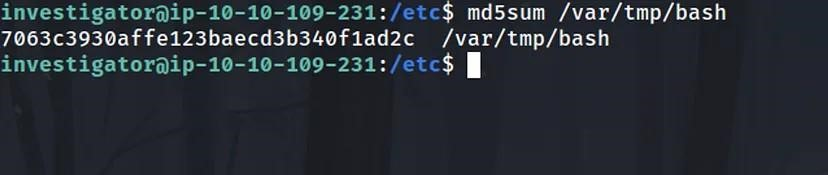 investigator@ip-10-10-109-231:/etc$ md5sum /var/tmp/bash
7063c3930affe123baecd3b340f1ad2c  /var/tmp/bash
investigator@ip-10-10-109-231:/etc$